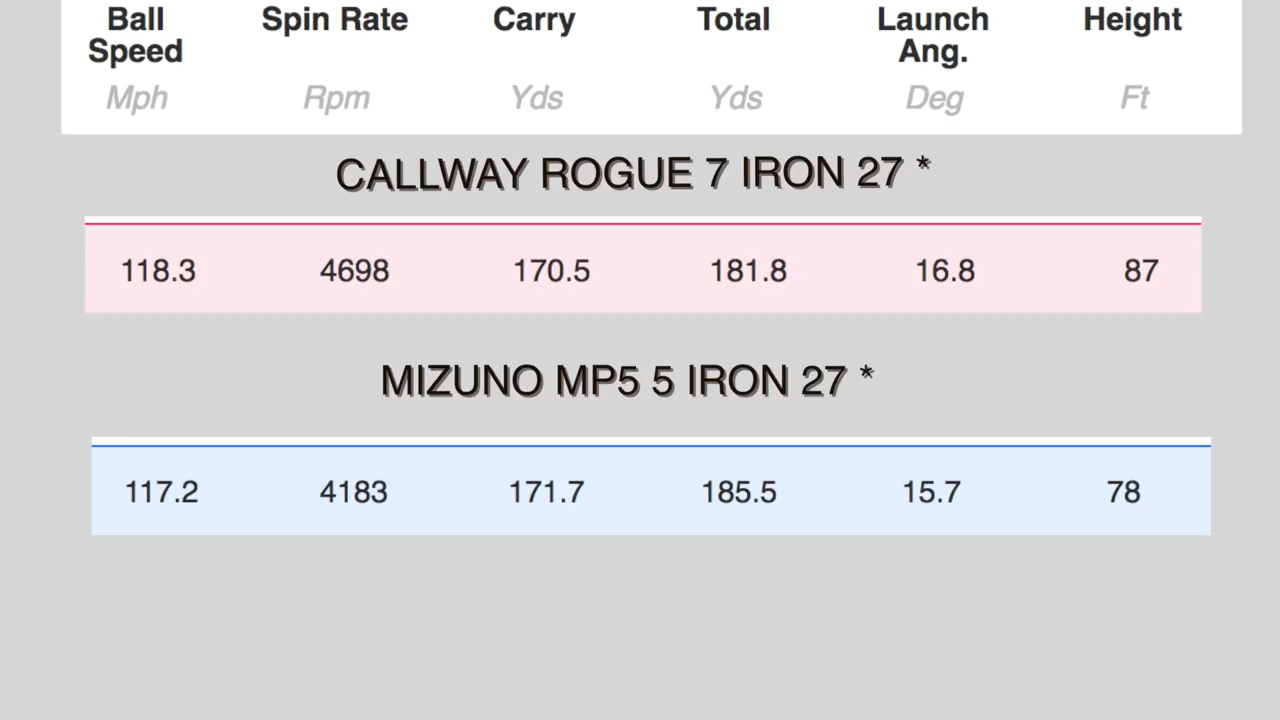 Ball Spin Rate Carry Total Launch Height
Speed Ang.
Mph Rpm Yds Yds Deg Ft
CALLWAY ROGUE 7 IRON 27 *
118.3 4698 170.5 181.8 16.8 87
MIZUNO MP5 5 IRON 27 *
117.2 4183 171.7 185.5 15.7 78